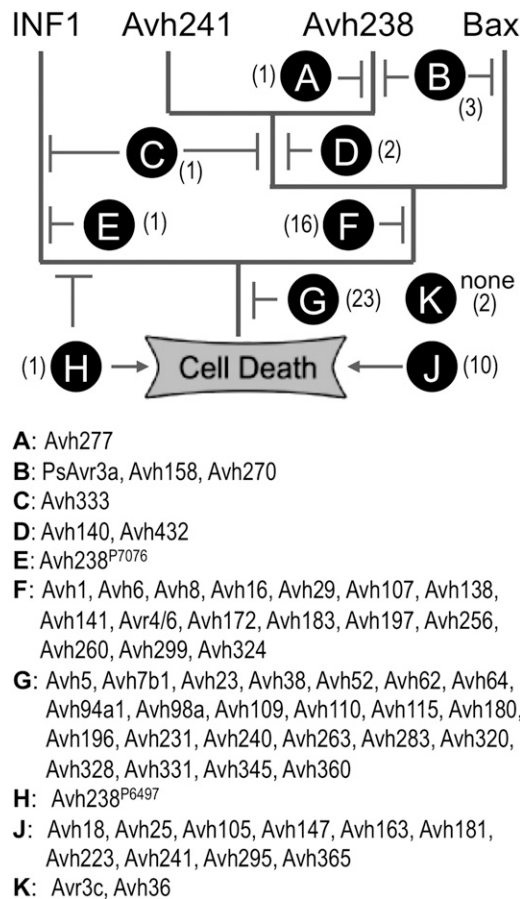 INF1 Avh241 Avh238 Bax
(1) A B (3)
C (1) D (2)
E (1) (16) F
G (23) K none (2)
(1) H Cell Death J (10)
A: Avh277
B: PsAvr3a, Avh158, Avh270
C: Avh333
D: Avh140, Avh432
E: Avh238P7076
F: Avh1, Avh6, Avh8, Avh16, Avh29, Avh107, Avh138,
Avh141, Avr4/6, Avh172, Avh183, Avh197, Avh256,
Avh260, Avh299, Avh324
G: Avh5, Avh7b1, Avh23, Avh38, Avh52, Avh62, Avh64,
Avh94a1, Avh98a, Avh109, Avh110, Avh115, Avh180,
Avh196, Avh231, Avh240, Avh263, Avh283, Avh320,
Avh328, Avh331, Avh345, Avh360
H: Avh238P6497
J: Avh18, Avh25, Avh105, Avh147, Avh163, Avh181,
Avh223, Avh241, Avh295, Avh365
K: Avr3c, Avh36